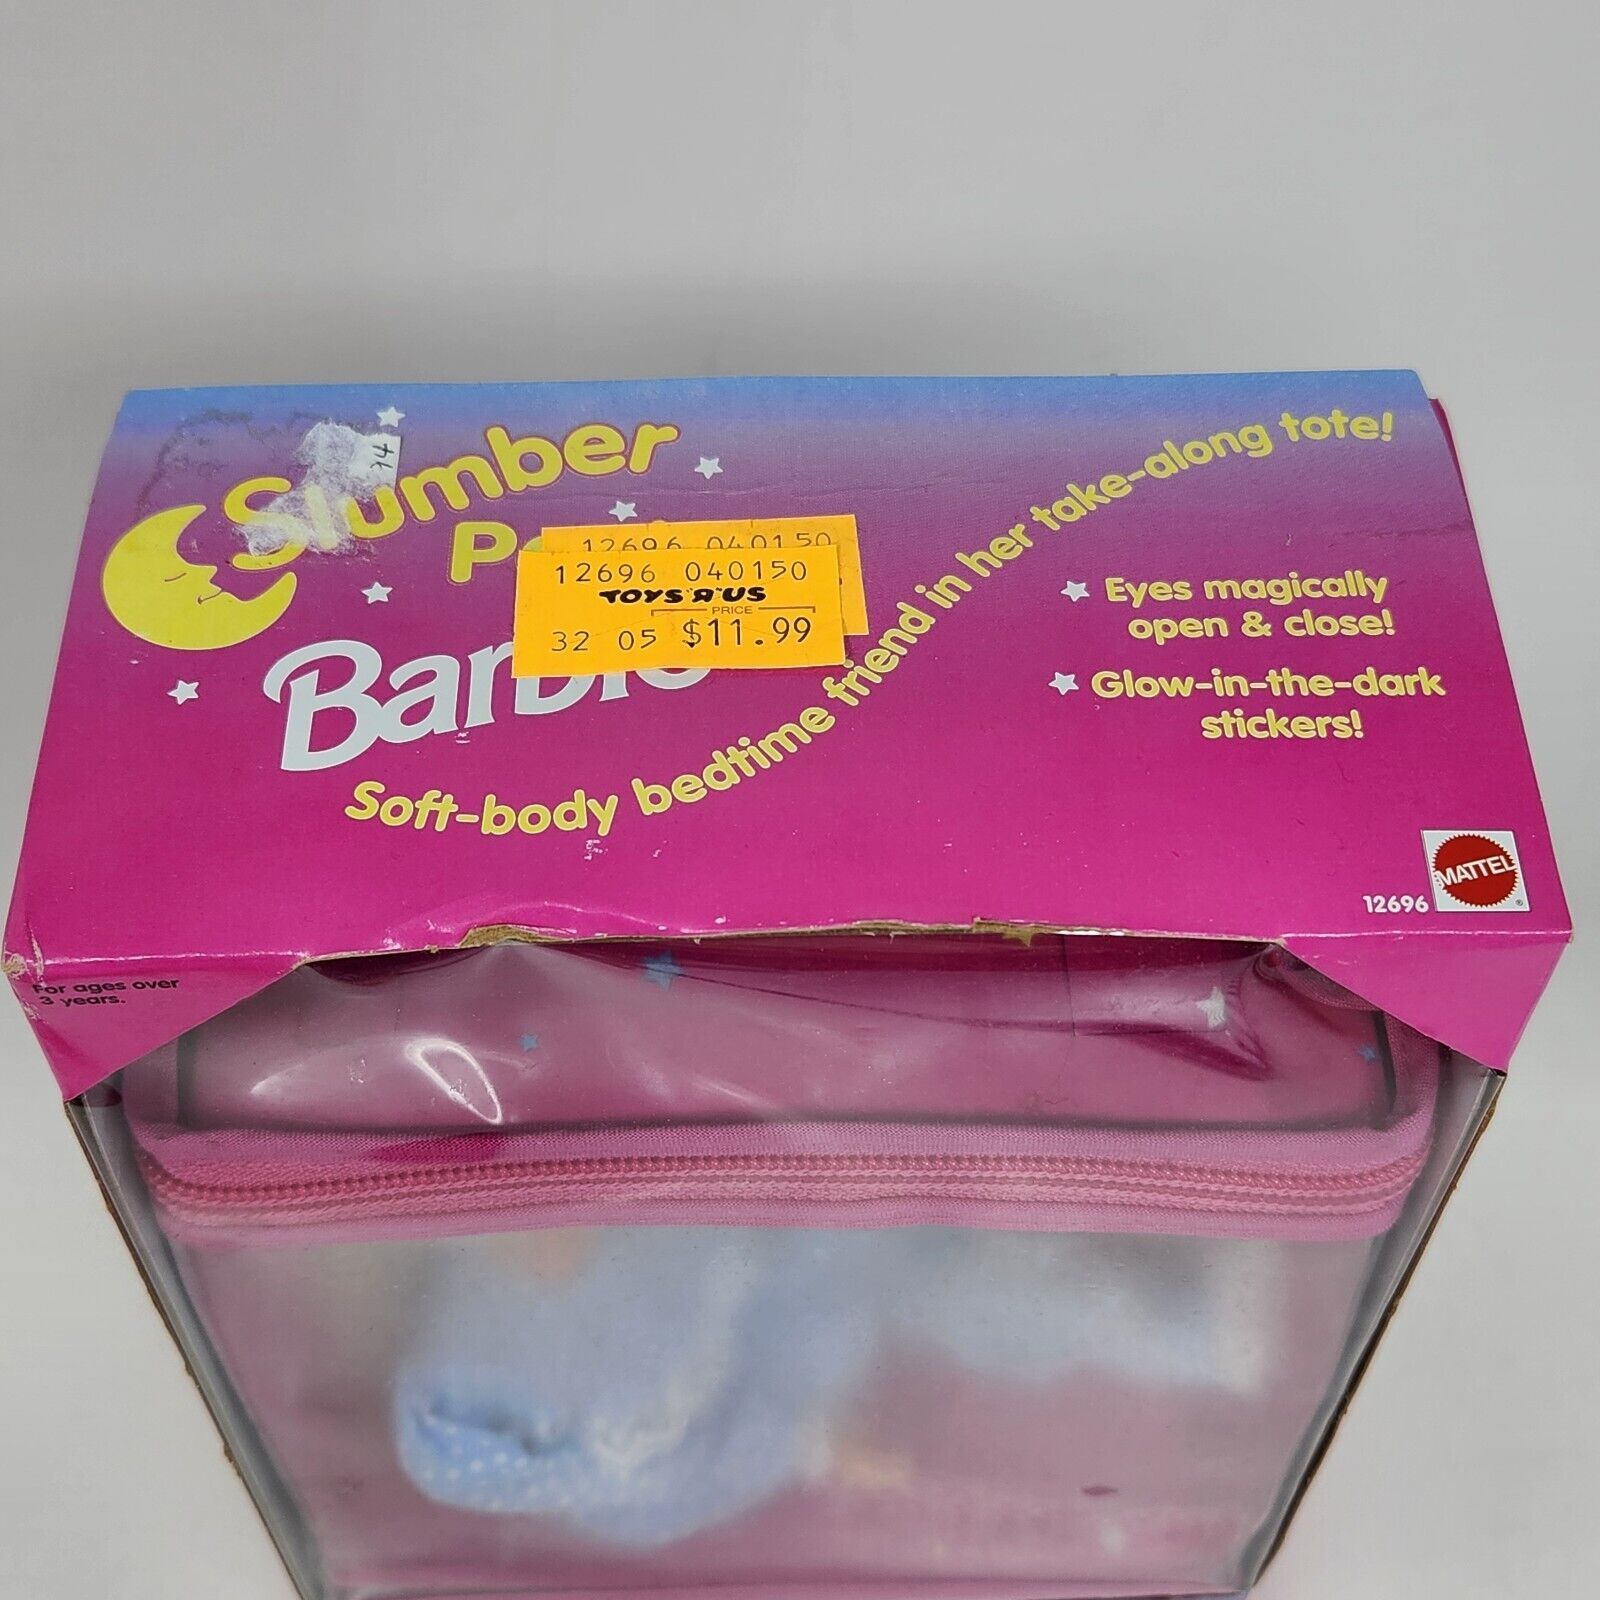 Slumber
Barbie
Soft-body bedtime friend in her take-along tote!
Eyes magically
open & close!
Glow-in-the-dark
stickers!
12696 040150
12696 040150
TOYS "R" US
PRICE
32 05 $11.99
94
12696
MATTEL
®
For ages over
3 years.